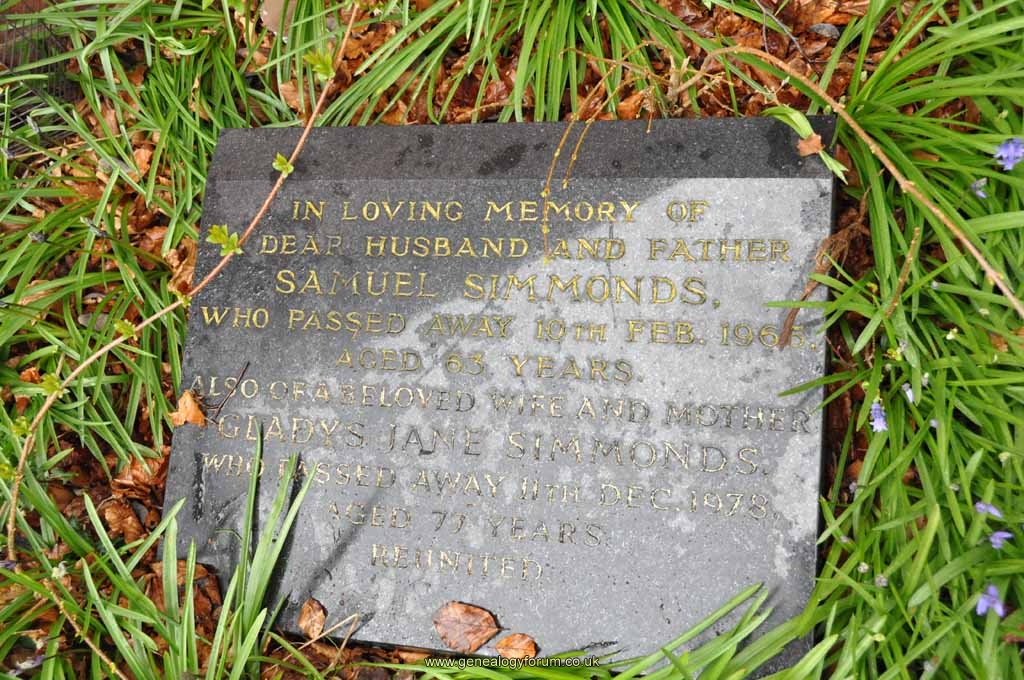 IN LOVING MEMORY OF
DEAR HUSBAND AND FATHER
SAMUEL SIMMONDS,
WHO PASSED AWAY 10TH FEB. 1965.
AGED 63 YEARS.
ALSO OF A BELOVED WIFE AND MOTHER
GLADYS JANE SIMMONDS.
WHO PASSED AWAY 11TH DEC. 1978.
AGED 77 YEARS.
REUNITED.
www.genealogyforum.co.uk